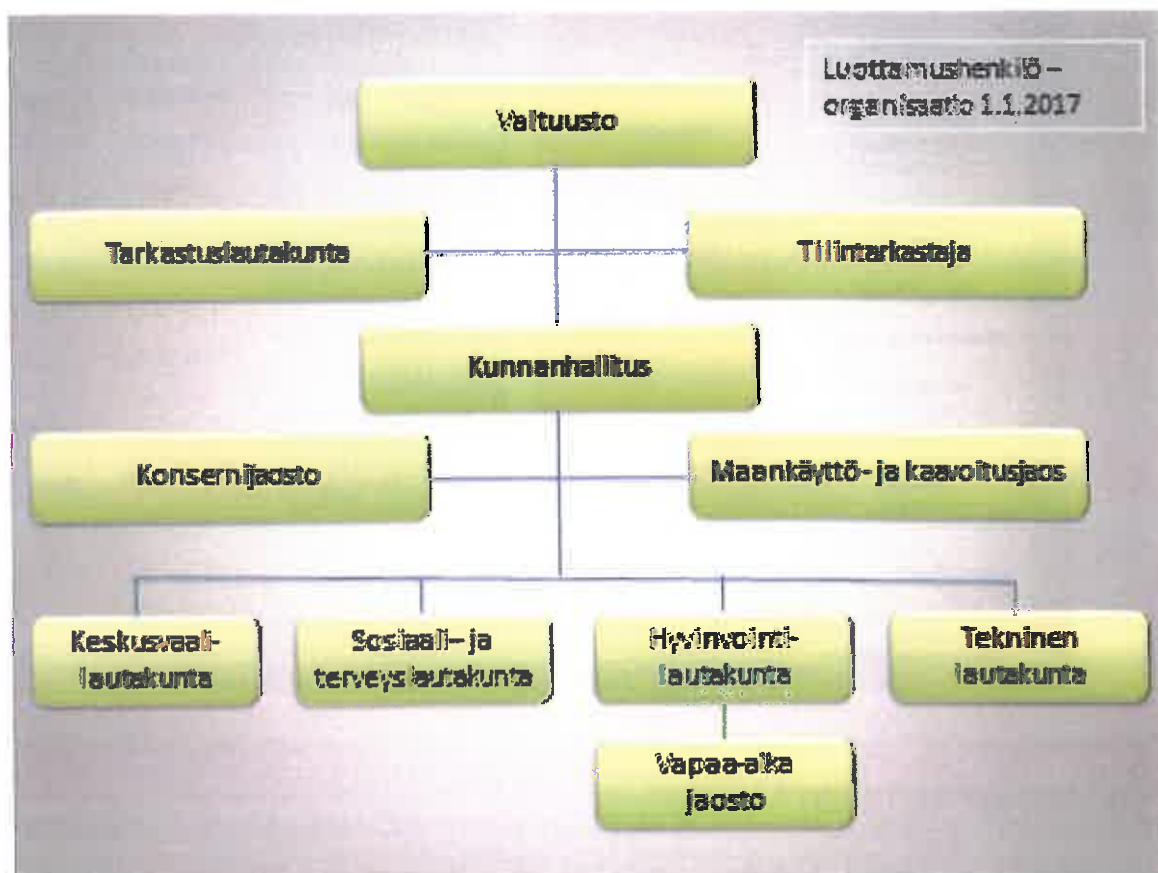 Luottamushenkilö –
organisaatio 1.1.2017
Valtuusto
Tarkastuslautakunta
Tilintarkastaja
Kunnanhallitus
Konsernijaosto
Maankäyttö- ja kaavoitusjaos
Keskusvaali-
lautakunta
Sosiaali – ja
terveyslautakunta
Hyvinvointi-
lautakunta
Tekninen
lautakunta
Vapaa-aika
jaosto